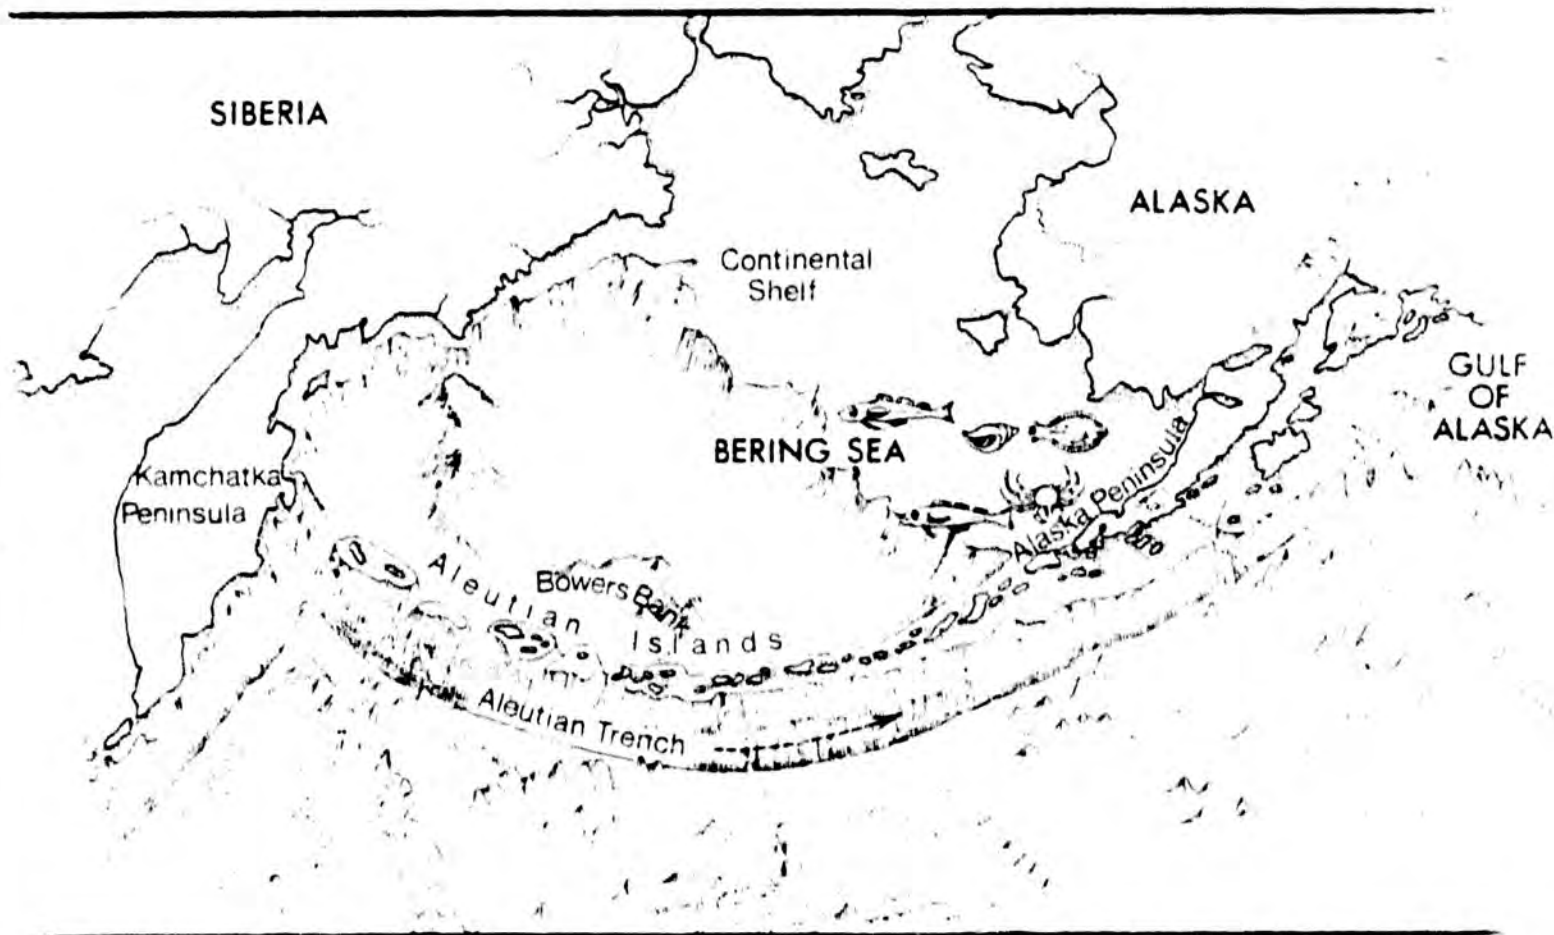 SIBERIA
ALASKA
Continental
Shelf
GULF
OF
ALASKA
BERING SEA
Kamchatka
Peninsula
Alaska Peninsula
Aleutian
Islands
Bowers Bank
Aleutian Trench